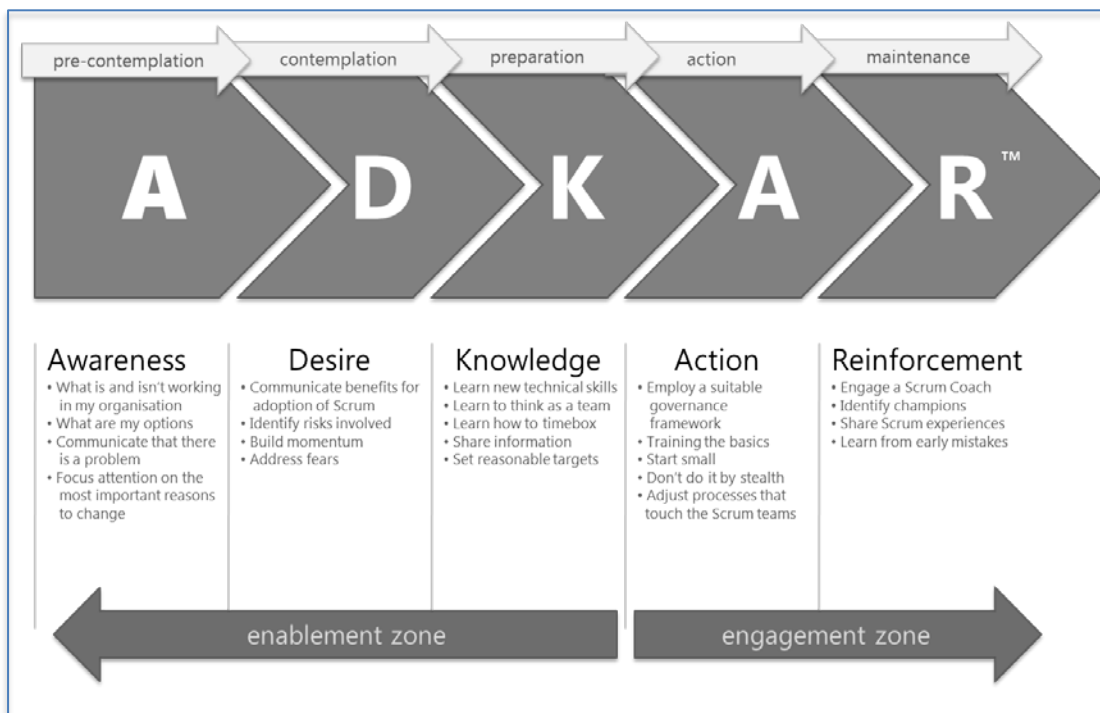 pre-contemplation
contemplation
preparation
action
maintenance
A
D
K
A
R™
Awareness
• What is and isn't working
in my organisation
• What are my options
• Communicate that there
is a problem
• Focus attention on the
most important reasons
to change
Desire
• Communicate benefits for
adoption of Scrum
• Identify risks involved
• Build momentum
• Address fears
Knowledge
• Learn new technical skills
• Learn to think as a team
• Learn how to timebox
• Share information
• Set reasonable targets
Action
• Employ a suitable
governance
framework
• Training the basics
• Start small
• Don't do it by stealth
• Adjust processes that
touch the Scrum teams
Reinforcement
• Engage a Scrum Coach
• Identify champions
• Share Scrum experiences
• Learn from early mistakes
enablement zone
engagement zone